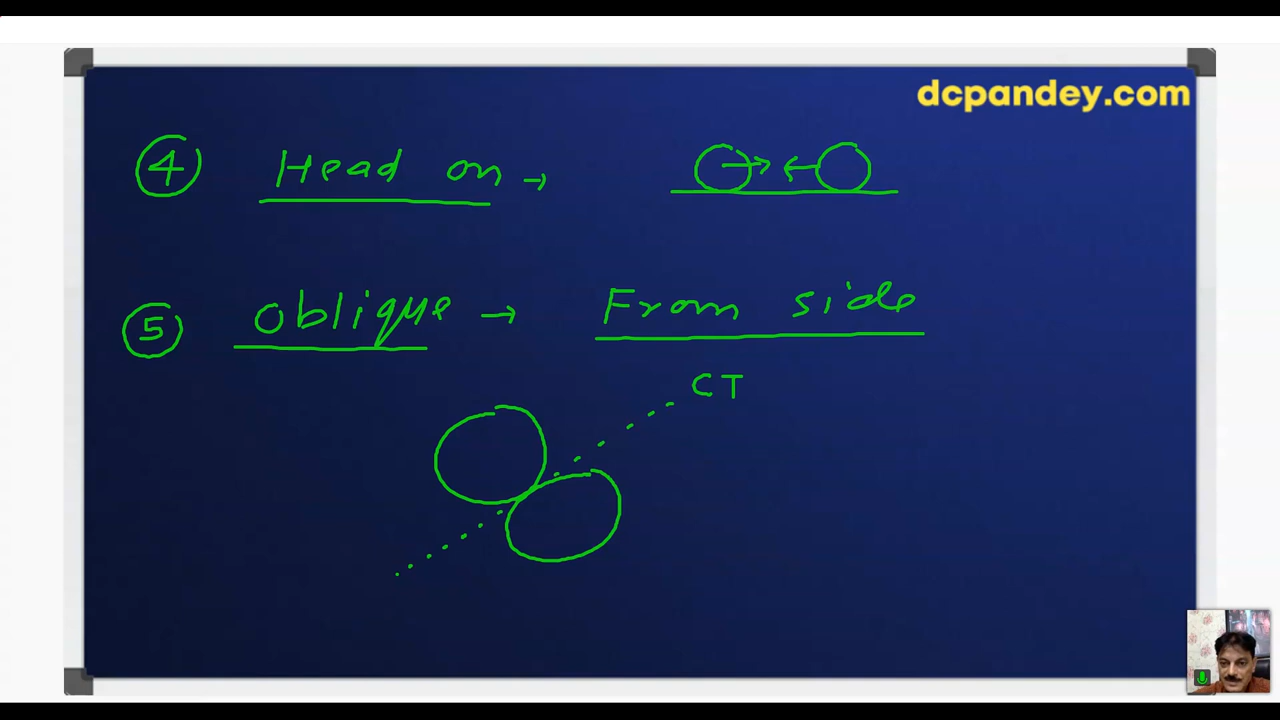 dcpandey.com
④ Head on →
⑤ Oblique → From side
CT